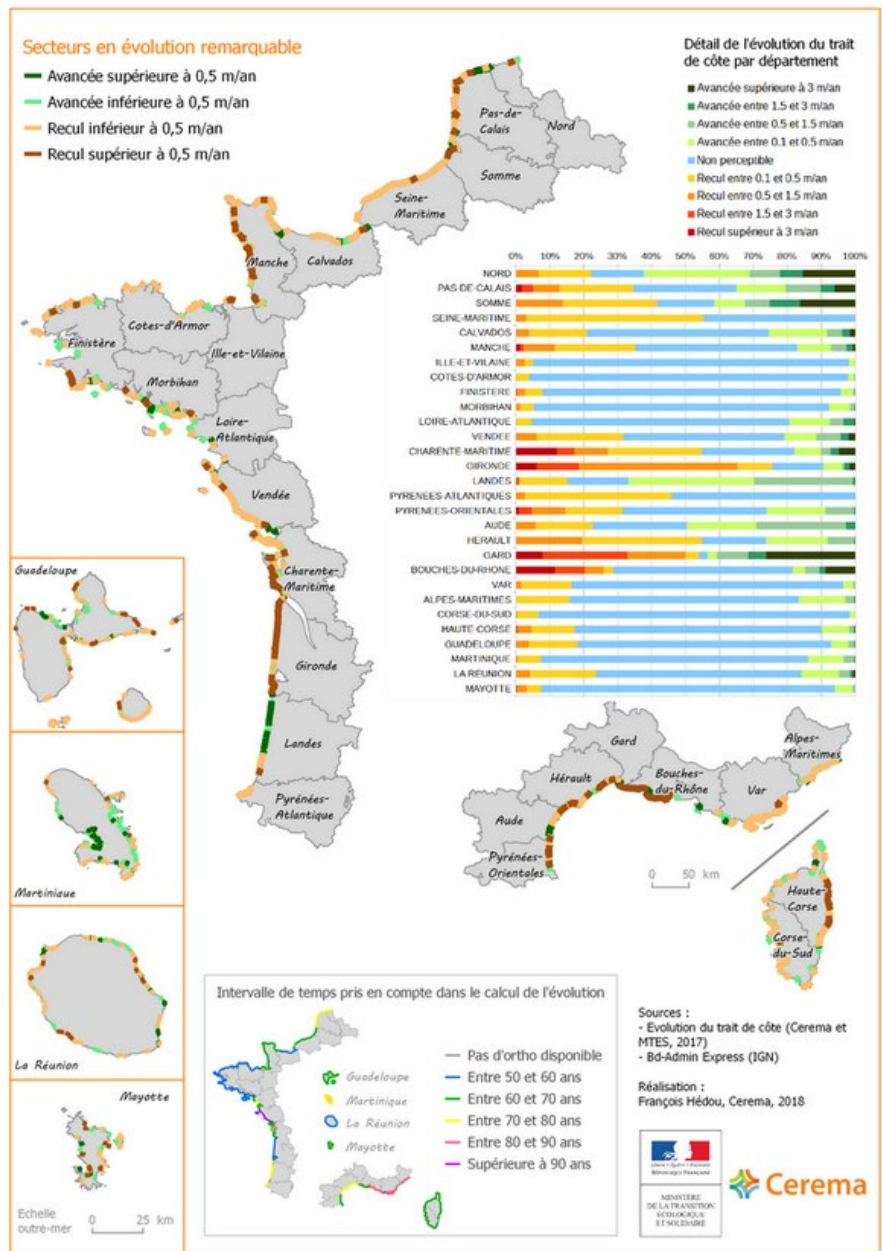 Secteurs en évolution remarquable
Avancée supérieure à 0,5 m/an
Avancée inférieure à 0,5 m/an
Recul inférieur à 0,5 m/an
Recul supérieur à 0,5 m/an
Détail de l'évolution du trait
de côte par département
Avancée supérieure à 3 m/an
Avancée entre 1.5 et 3 m/an
Avancée entre 0.5 et 1.5 m/an
Avancée entre 0.1 et 0.5 m/an
Non perceptible
Recul entre 0.1 et 0.5 m/an
Recul entre 0.5 et 1.5 m/an
Recul entre 1.5 et 3 m/an
Recul supérieur à 3 m/an
Pas-de-
Calais
Nord
Somme
Seine-
Maritime
Manche
Calvados
Finistère
Cotes-d'Armor
Ille-et-Vilaine
Morbihan
Loire-
Atlantique
Vendée
Charente-
Maritime
Gironde
Landes
Pyrénées-
Atlantique
0% 10% 20% 30% 40% 50% 60% 70% 80% 90% 100%
NORD
PAS-DE-CALAIS
SOMME
SEINE-MARITIME
CALVADOS
MANCHE
ILLE-ET-VILAINE
COTES-D'ARMOR
FINISTERE
MORBIHAN
LOIRE-ATLANTIQUE
VENDEE
CHARENTE-MARITIME
GIRONDE
LANDES
PYRENEES-ATLANTIQUES
PYRENEES-ORIENTALES
AUDE
HERAULT
GARD
BOUCHES-DU-RHONE
VAR
ALPES-MARITIMES
CORSE-DU-SUD
HAUTE-CORSE
GUADELOUPE
MARTINIQUE
LA RÉUNION
MAYOTTE
Guadeloupe
Martinique
La Réunion
Mayotte
Echelle
outre-mer
0 25 km
Gard
Alpes-
Maritimes
Hérault
Bouches-
du-Rhône
Var
Aude
Pyrénées-
Orientales
0 50 km
Haute-
Corse
Corse-
du-Sud
Intervalle de temps pris en compte dans le calcul de l'évolution
Guadeloupe
Martinique
La Réunion
Mayotte
Pas d'ortho disponible
Entre 50 et 60 ans
Entre 60 et 70 ans
Entre 70 et 80 ans
Entre 80 et 90 ans
Supérieure à 90 ans
Sources :
- Evolution du trait de côte (Cerema et
MTES, 2017)
- Bd-Admin Express (IGN)
Réalisation :
François Hédou, Cerema, 2018
Liberté • Égalité • Fraternité
RÉPUBLIQUE FRANÇAISE
MINISTÈRE
DE LA TRANSITION
ÉCOLOGIQUE
ET SOLIDAIRE
Cerema